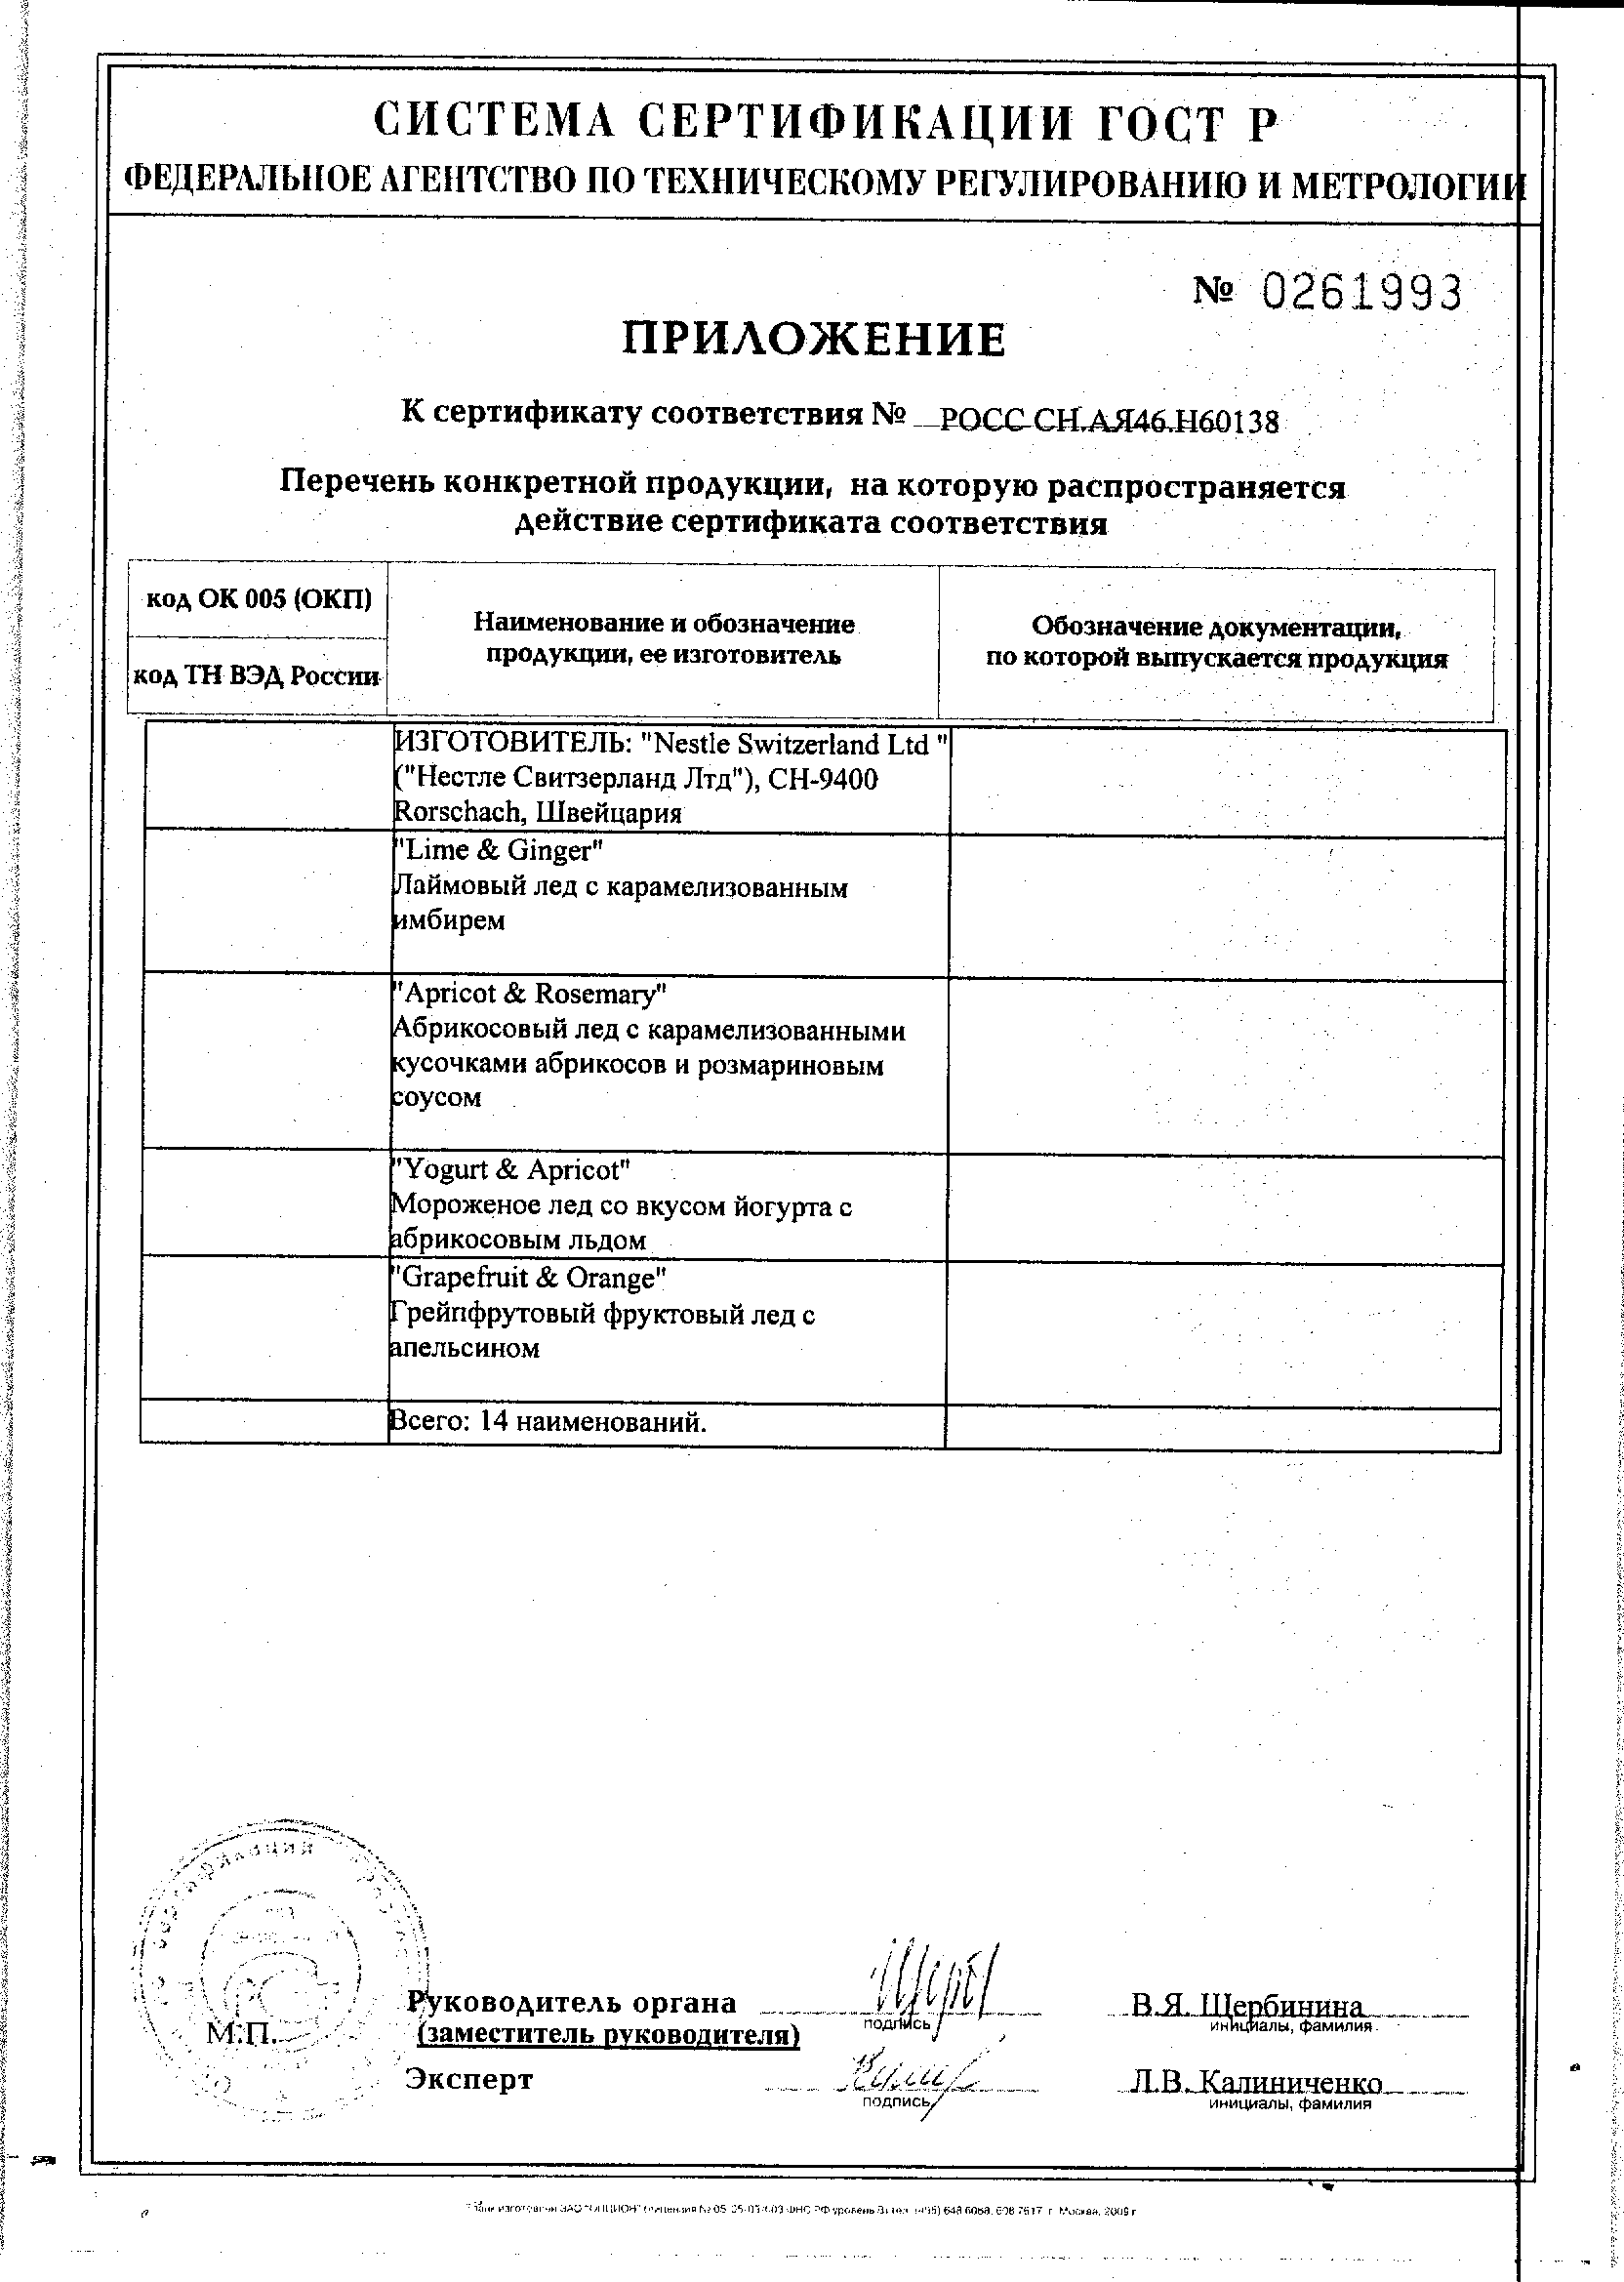 СИСТЕМА СЕРТИФИКАЦИИ ГОСТ Р
ФЕДЕРАЛЬНОЕ АГЕНТСТВО ПО ТЕХНИЧЕСКОМУ РЕГУЛИРОВАНИЮ И МЕТРОЛОГИИ
№ 0261993
ПРИЛОЖЕНИЕ
К сертификату соответствия № РОСС CH.АЯ46.Н60138
Перечень конкретной продукции, на которую распространяется
действие сертификата соответствия
код ОК 005 (ОКП)
код ТН ВЭД России
Наименование и обозначение
продукции, ее изготовитель
Обозначение документации,
по которой выпускается продукция
ИЗГОТОВИТЕЛЬ: "Nestle Switzerland Ltd "
("Нестле Свитзерланд Лтд"), CH-9400
Rorschach, Швейцария
"Lime & Ginger"
Лаймовый лед с карамелизованным
имбирем
"Apricot & Rosemary"
Абрикосовый лед с карамелизованными
кусочками абрикосов и розмариновым
соусом
"Yogurt & Apricot"
Мороженое лед со вкусом йогурта с
абрикосовым льдом
"Grapefruit & Orange"
Грейпфрутовый фруктовый лед с
апельсином
Всего: 14 наименований.
М.П.
Руководитель органа
(заместитель руководителя)
подпись
В.Я. Щербинина
инициалы, фамилия
Эксперт
подпись
Л.В. Калиниченко
инициалы, фамилия